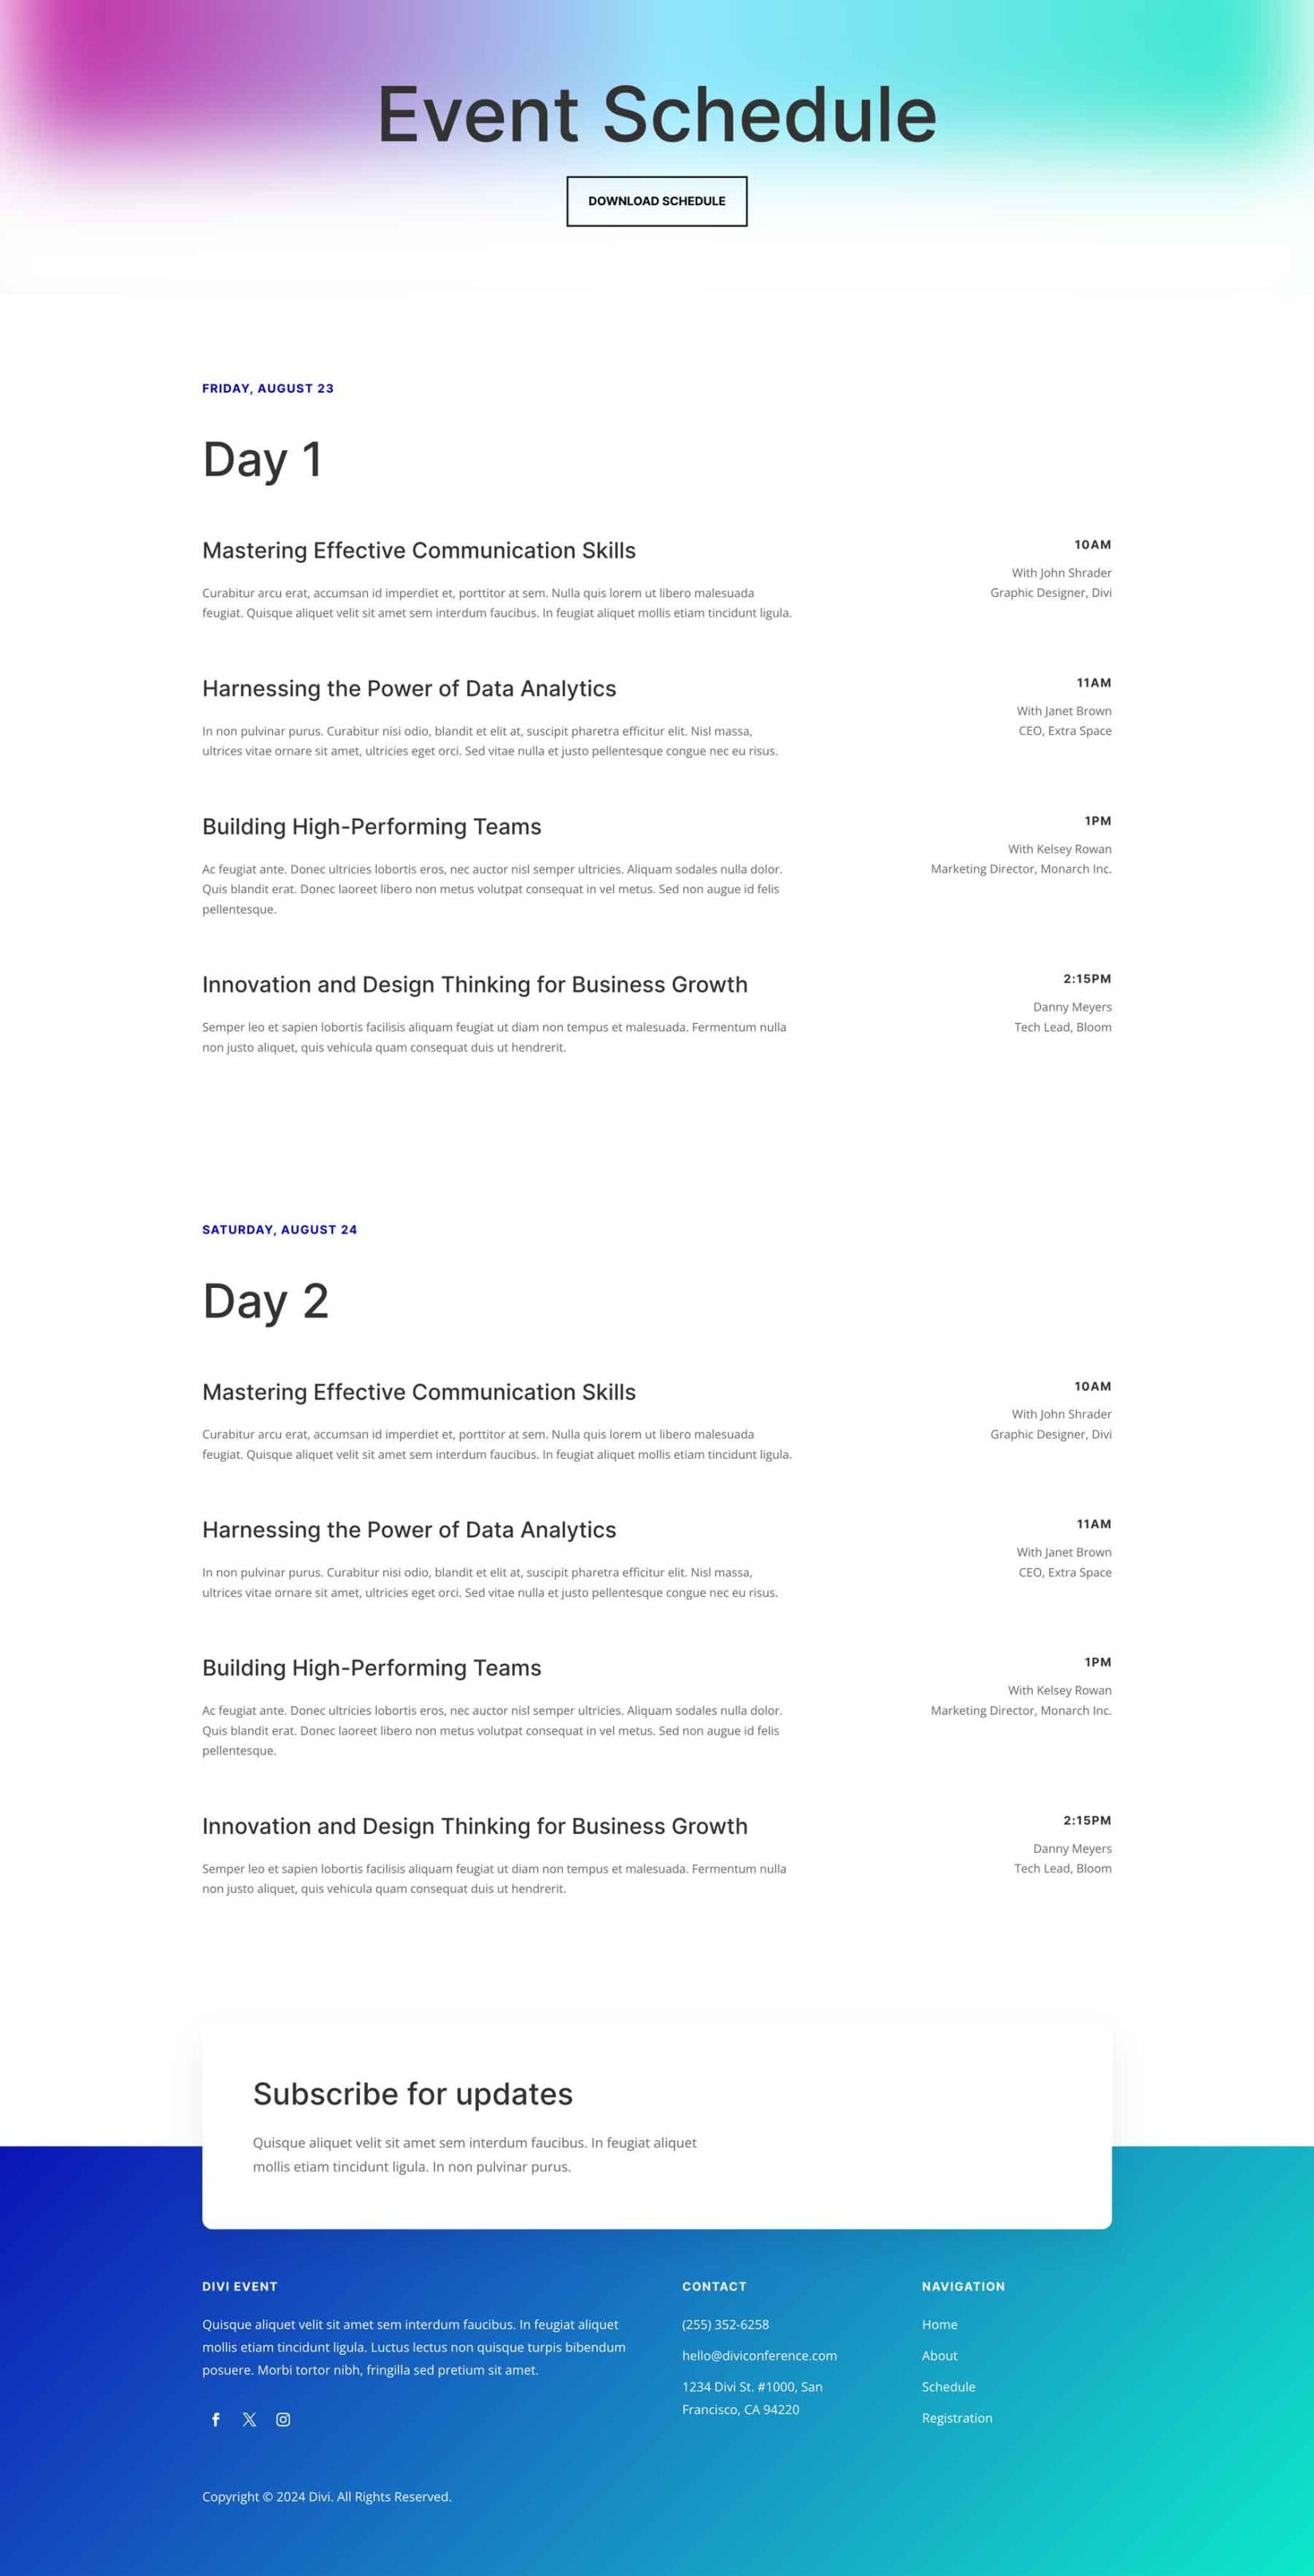 Event Schedule
DOWNLOAD SCHEDULE
FRIDAY, AUGUST 23
Day 1
Mastering Effective Communication Skills
10AM
Curabitur arcu erat, accumsan id imperdiet et, porttitor at sem. Nulla quis lorem ut libero malesuada
feugiat. Quisque aliquet velit sit amet sem interdum faucibus. In feugiat aliquet mollis etiam tincidunt ligula.
With John Shrader
Graphic Designer, Divi
Harnessing the Power of Data Analytics
11AM
In non pulvinar purus. Curabitur nisi odio, blandit et elit at, suscipit pharetra efficitur elit. Nisl massa,
ultrices vitae ornare sit amet, ultricies eget orci. Sed vitae nulla et justo pellentesque congue nec eu risus.
With Janet Brown
CEO, Extra Space
Building High-Performing Teams
1PM
Ac feugiat ante. Donec ultricies lobortis eros, nec auctor nisl semper ultricies. Aliquam sodales nulla dolor.
Quis blandit erat. Donec laoreet libero non metus volutpat consequat in vel metus. Sed non augue id felis
pellentesque.
With Kelsey Rowan
Marketing Director, Monarch Inc.
Innovation and Design Thinking for Business Growth
2:15PM
Semper leo et sapien lobortis facilisis aliquam feugiat ut diam non tempus et malesuada. Fermentum nulla
non justo aliquet, quis vehicula quam consequat duis ut hendrerit.
Danny Meyers
Tech Lead, Bloom
SATURDAY, AUGUST 24
Day 2
Mastering Effective Communication Skills
10AM
Curabitur arcu erat, accumsan id imperdiet et, porttitor at sem. Nulla quis lorem ut libero malesuada
feugiat. Quisque aliquet velit sit amet sem interdum faucibus. In feugiat aliquet mollis etiam tincidunt ligula.
With John Shrader
Graphic Designer, Divi
Harnessing the Power of Data Analytics
11AM
In non pulvinar purus. Curabitur nisi odio, blandit et elit at, suscipit pharetra efficitur elit. Nisl massa,
ultrices vitae ornare sit amet, ultricies eget orci. Sed vitae nulla et justo pellentesque congue nec eu risus.
With Janet Brown
CEO, Extra Space
Building High-Performing Teams
1PM
Ac feugiat ante. Donec ultricies lobortis eros, nec auctor nisl semper ultricies. Aliquam sodales nulla dolor.
Quis blandit erat. Donec laoreet libero non metus volutpat consequat in vel metus. Sed non augue id felis
pellentesque.
With Kelsey Rowan
Marketing Director, Monarch Inc.
Innovation and Design Thinking for Business Growth
2:15PM
Semper leo et sapien lobortis facilisis aliquam feugiat ut diam non tempus et malesuada. Fermentum nulla
non justo aliquet, quis vehicula quam consequat duis ut hendrerit.
Danny Meyers
Tech Lead, Bloom
Subscribe for updates
Quisque aliquet velit sit amet sem interdum faucibus. In feugiat aliquet
mollis etiam tincidunt ligula. In non pulvinar purus.
DIVI EVENT
Quisque aliquet velit sit amet sem interdum faucibus. In feugiat aliquet
mollis etiam tincidunt ligula. Luctus lectus non quisque turpis bibendum
posuere. Morbi tortor nibh, fringilla sed pretium sit amet.
CONTACT
(255) 352-6258
hello@diviconference.com
1234 Divi St. #1000, San
Francisco, CA 94220
NAVIGATION
Home
About
Schedule
Registration
Copyright © 2024 Divi. All Rights Reserved.